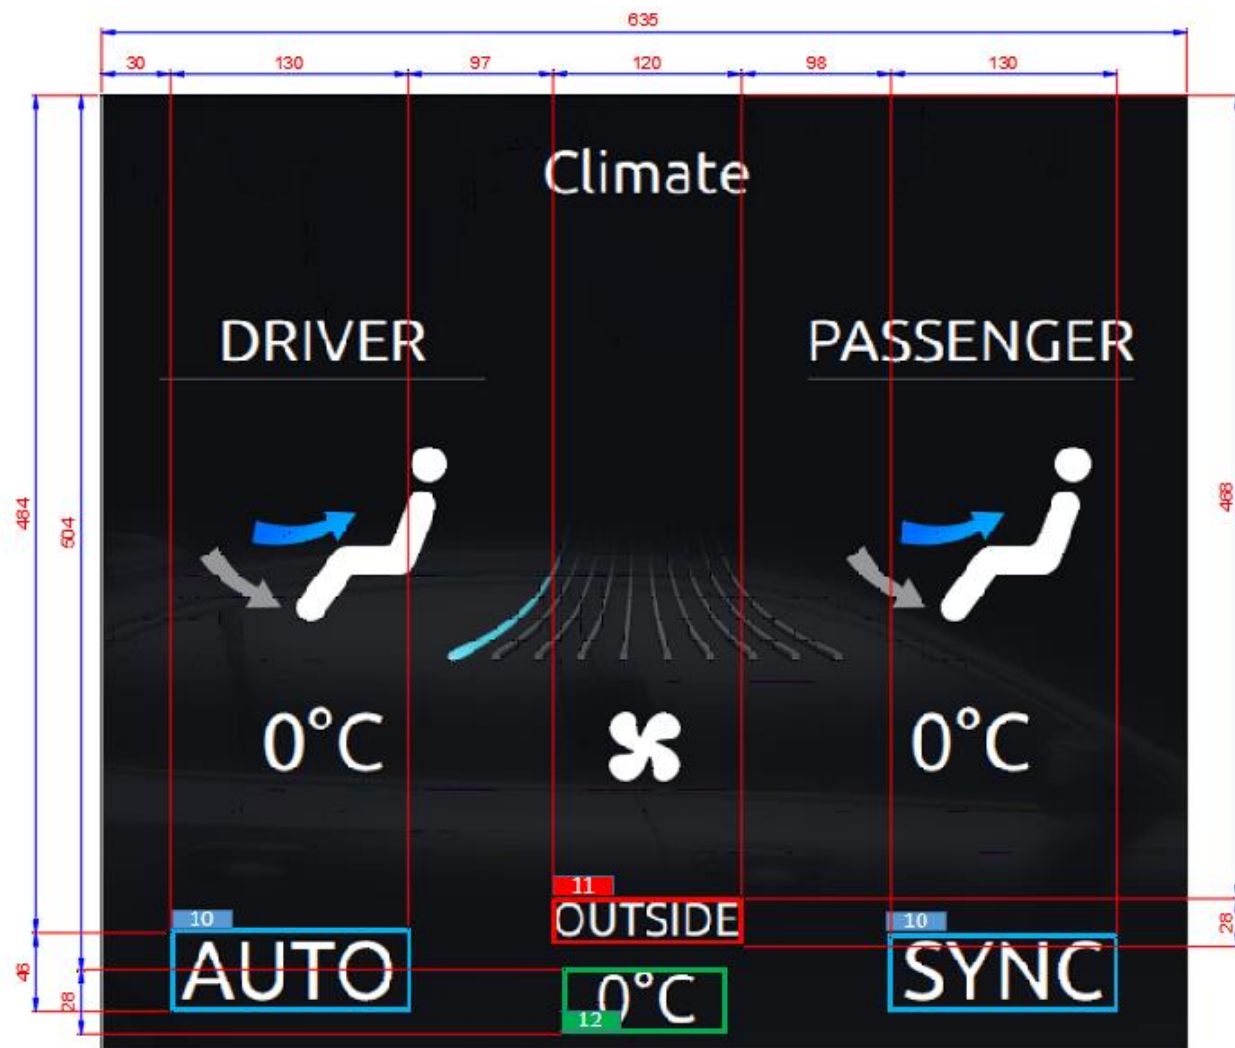 635
30 130 97 120 98 130
Climate
DRIVER PASSENGER
484 504 468
0°C 0°C
11
OUTSIDE
28
10 10
AUTO SYNC
46
28
0°C
12